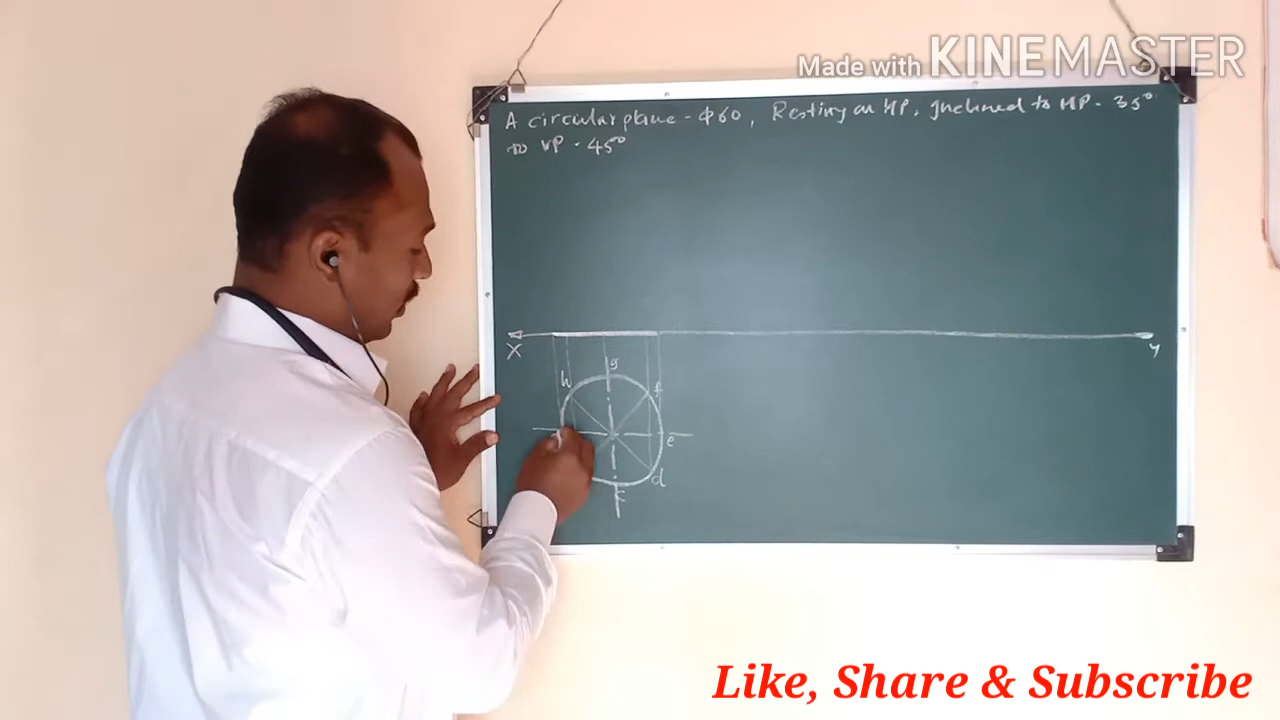 Made with KINEMASTER
A circular plane - Φ60, Resting on HP. Inclined to HP - 35°
to VP - 45°
X
Y
g
h
f
e
d
c
Like, Share & Subscribe